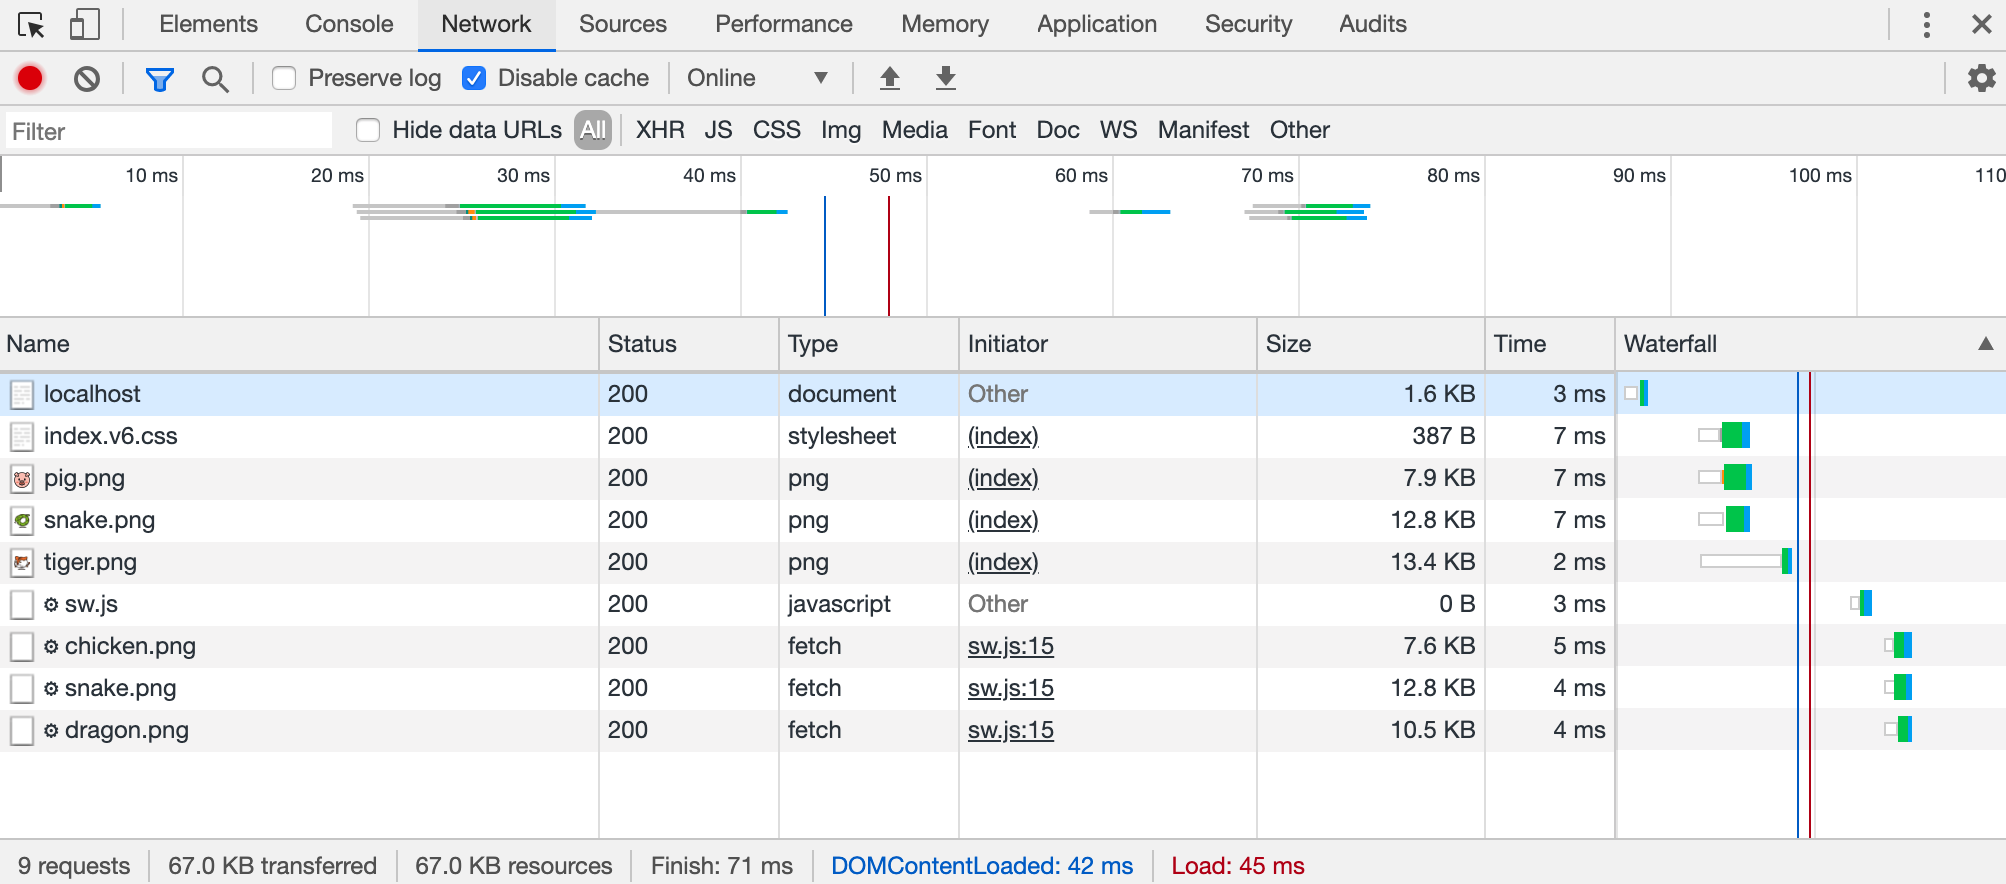 Elements Console Network Sources Performance Memory Application Security Audits
Preserve log Disable cache Online
Filter Hide data URLs All XHR JS CSS Img Media Font Doc WS Manifest Other
10 ms 20 ms 30 ms 40 ms 50 ms 60 ms 70 ms 80 ms 90 ms 100 ms 110
Name Status Type Initiator Size Time Waterfall
localhost 200 document Other 1.6 KB 3 ms
index.v6.css 200 stylesheet (index) 387 B 7 ms
pig.png 200 png (index) 7.9 KB 7 ms
snake.png 200 png (index) 12.8 KB 7 ms
tiger.png 200 png (index) 13.4 KB 2 ms
sw.js 200 javascript Other 0 B 3 ms
chicken.png 200 fetch sw.js:15 7.6 KB 5 ms
snake.png 200 fetch sw.js:15 12.8 KB 4 ms
dragon.png 200 fetch sw.js:15 10.5 KB 4 ms
9 requests 67.0 KB transferred 67.0 KB resources Finish: 71 ms DOMContentLoaded: 42 ms Load: 45 ms